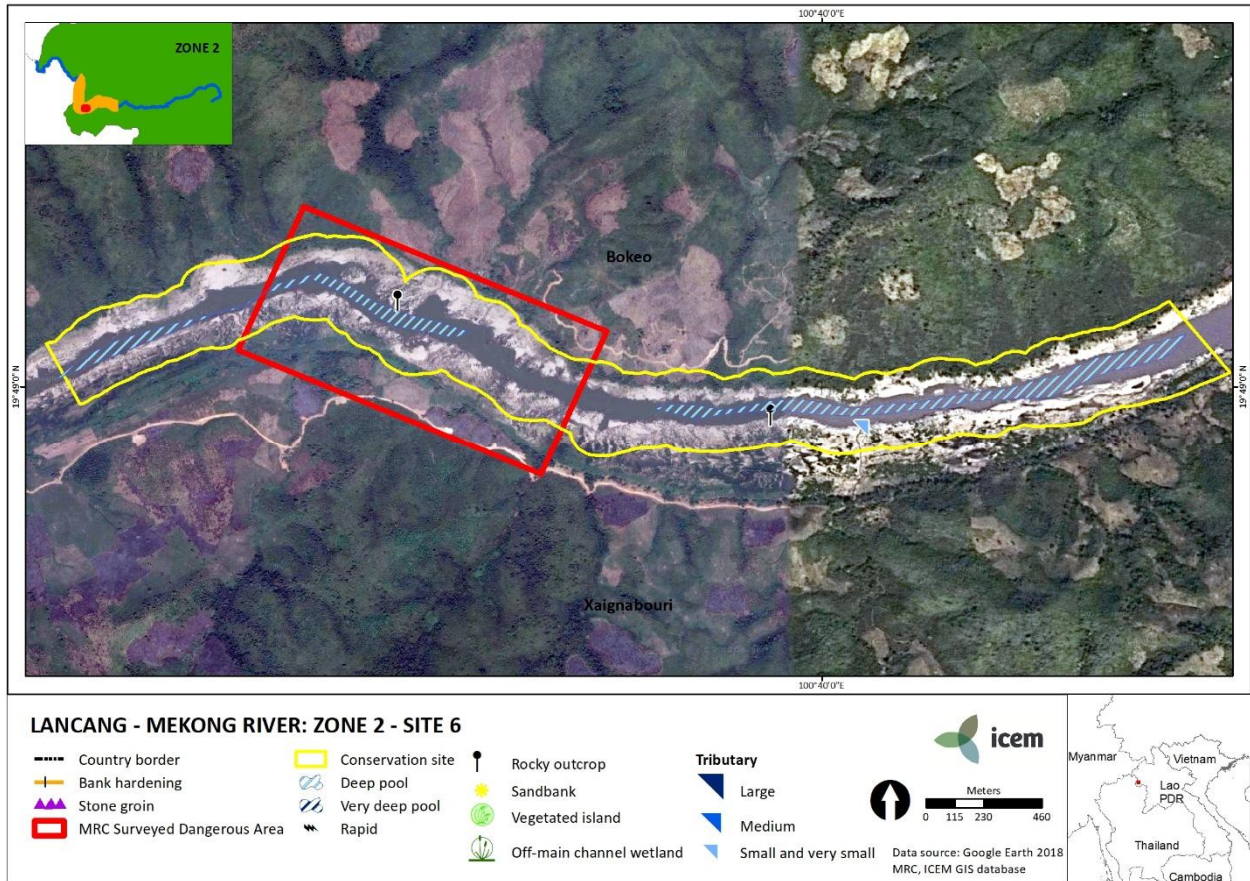 100°40'0"E
ZONE 2
Bokeo
19°49'0" N
19°49'0" N
Xaignabouri
100°40'0"E
LANCANG - MEKONG RIVER: ZONE 2 - SITE 6
Country border
Bank hardening
Stone groin
MRC Surveyed Dangerous Area
Conservation site
Deep pool
Very deep pool
Rapid
Rocky outcrop
Sandbank
Vegetated island
Off-main channel wetland
Tributary
Large
Medium
Small and very small
icem
Meters
0 115 230 460
Data source: Google Earth 2018
MRC, ICEM GIS database
Myanmar
Vietnam
Lao
PDR
Thailand
Cambodia